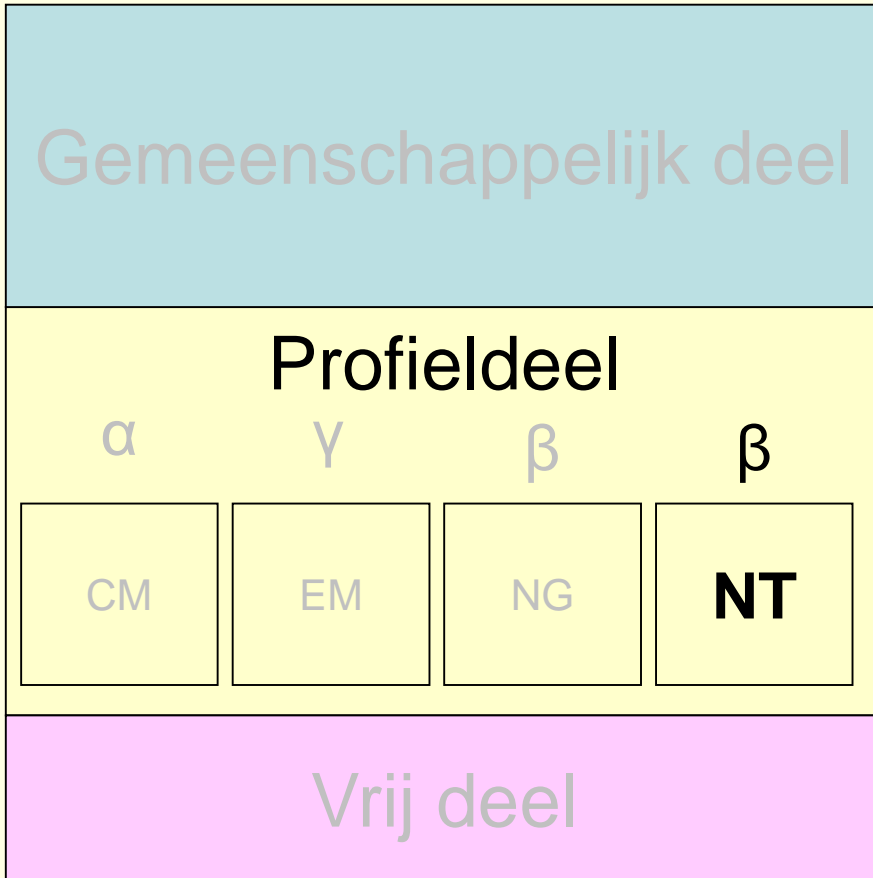 Gemeenschappelijk deel
Profieldeel
α γ β β
CM EM NG NT
Vrij deel